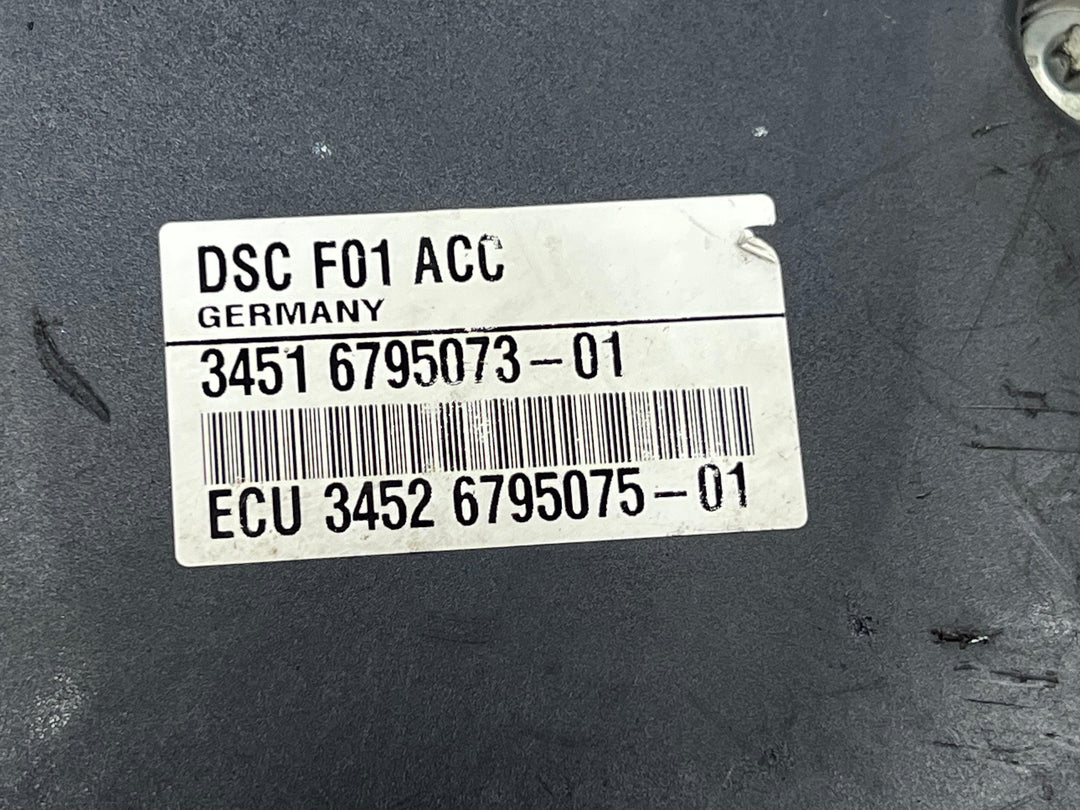 DSC F01 ACC
GERMANY
3451 6795073-01
ECU 3452 6795075-01